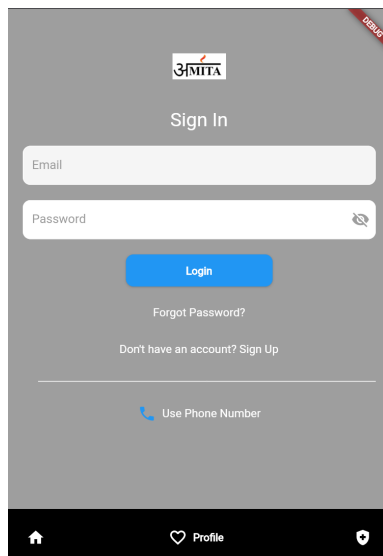 DEBUG
अMITA
Sign In
Email
Password
Login
Forgot Password?
Don't have an account? Sign Up
Use Phone Number
Profile